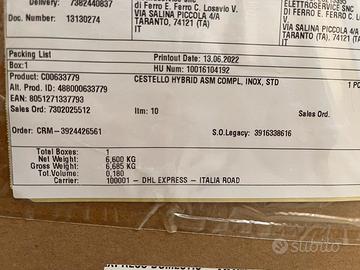 Delivery: 7382440837
Doc. Number: 13130274
di Ferro E. Ferro C. Losavio V.
VIA SALINA PICCOLA 4/A
TARANTO, 74121 (TA)
IT
ELETTROSERVICE SNC
di FERRO E. FERRO C.
VIA SALINA PICCOLA 4/A
TARANTO (TA), 74121 (TA)
IT
Packing List
Printout Date: 13.06.2022
Box:1
HU Num: 10016104192
Product: C00633779
CESTELLO HYBRID ASM COMPL, INOX, STD
1 PC
Alt. Prod. ID: 488000633779
EAN: 8051271337793
Sales Ord: 7302025512
Itm: 10
Sales Ord.
Order: CRM-3924426561
S.O.Legacy: 3916338616
Total Boxes: 1
Net Weight: 6,600 KG
Gross Weight: 6,685 KG
Tot.Volume: 0,180
Carrier: 100001 - DHL EXPRESS - ITALIA ROAD
subito